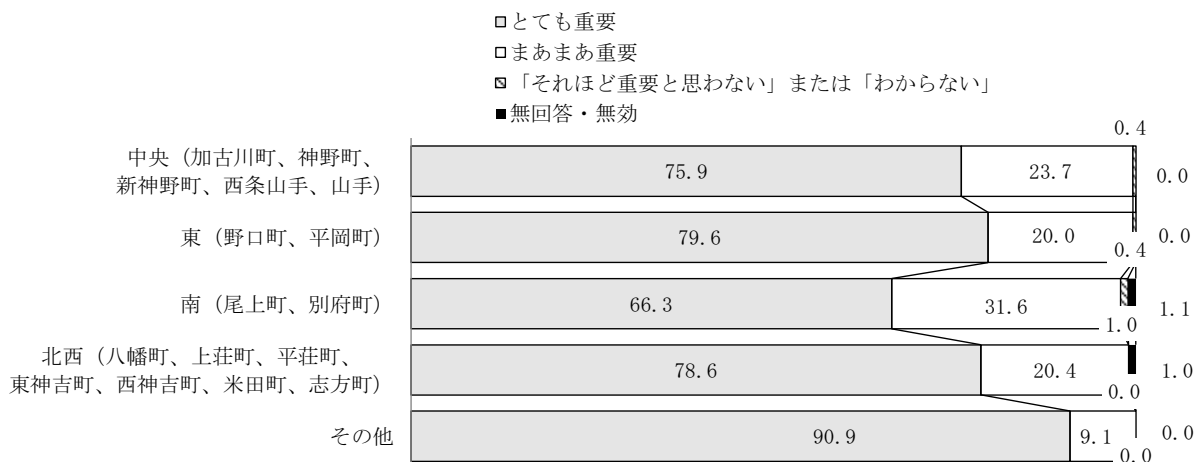 とても重要
まあまあ重要
「それほど重要と思わない」または「わからない」
無回答・無効
中央（加古川町、神野町、
新神野町、西条山手、山手）
75.9 23.7 0.4 0.0
東（野口町、平岡町）
79.6 20.0 0.4 0.0
南（尾上町、別府町）
66.3 31.6 1.0 1.1
北西（八幡町、上荘町、平荘町、
東神吉町、西神吉町、米田町、志方町）
78.6 20.4 0.0 1.0
その他
90.9 9.1 0.0 0.0